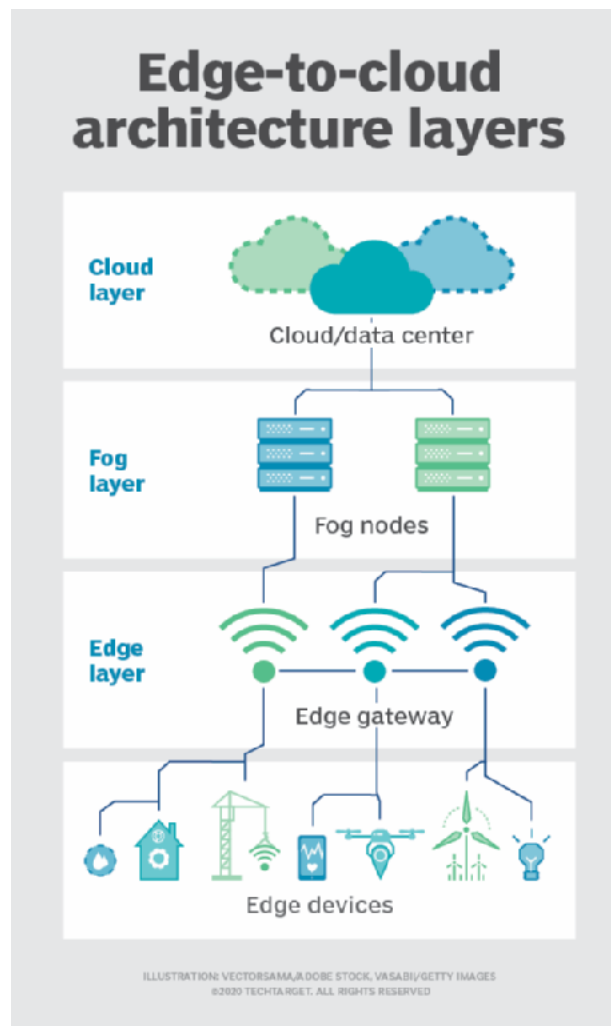 Edge-to-cloud
architecture layers
Cloud
layer
Cloud/data center
Fog
layer
Fog nodes
Edge
layer
Edge gateway
Edge devices
ILLUSTRATION: VECTORSAMA/ADOBE STOCK, VASABII/GETTY IMAGES
©2020 TECHTARGET. ALL RIGHTS RESERVED